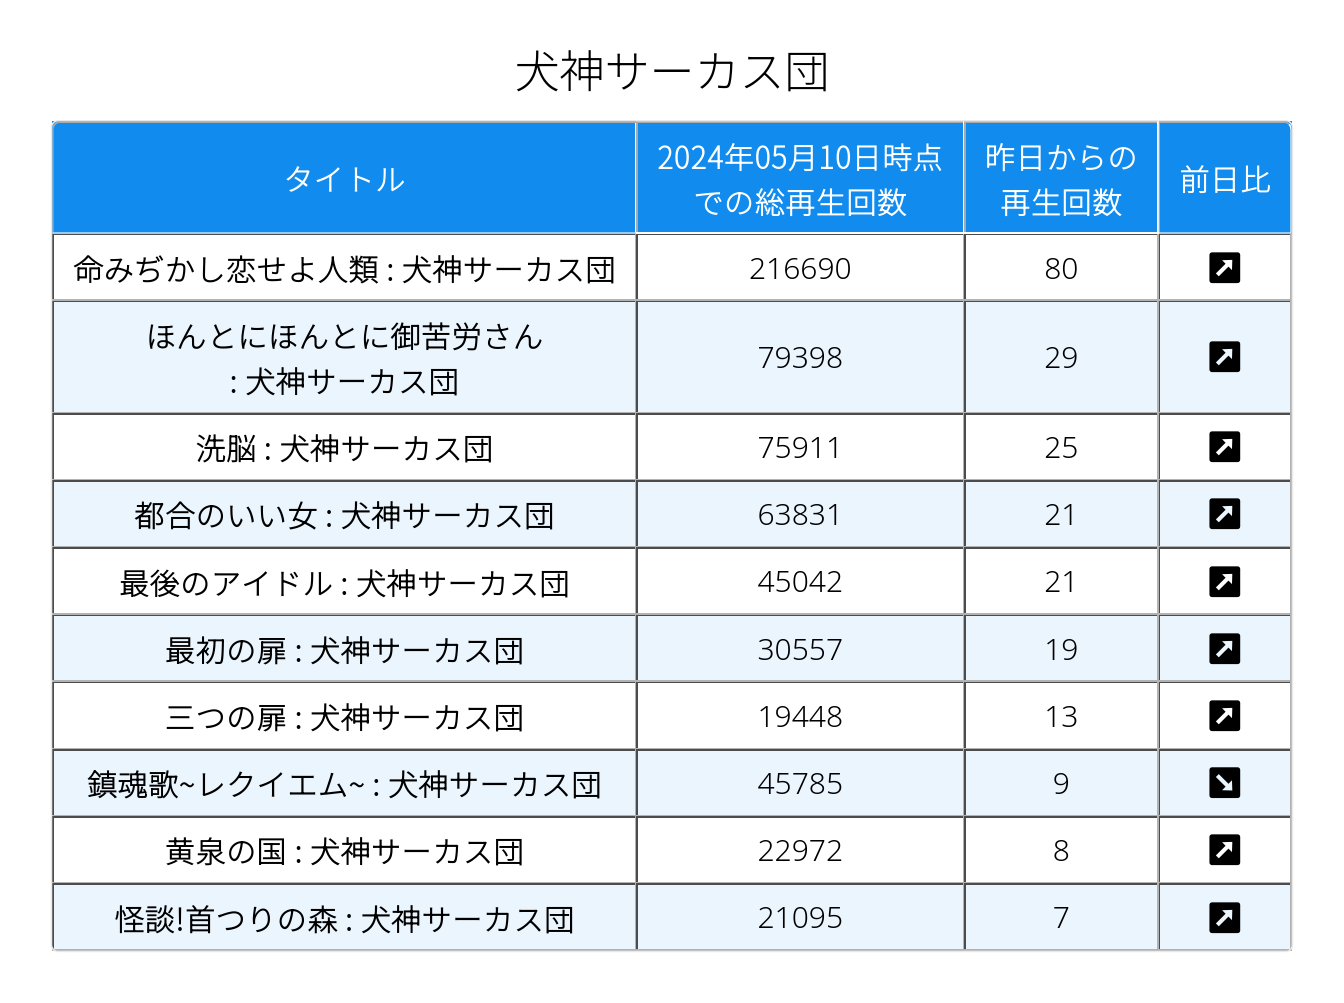 犬神サーカス団
タイトル
2024年05月10日時点
での総再生回数
昨日からの
再生回数
前日比
命みぢかし恋せよ人類 : 犬神サーカス団 216690 80
ほんとにほんとに御苦労さん
: 犬神サーカス団 79398 29
洗脳 : 犬神サーカス団 75911 25
都合のいい女 : 犬神サーカス団 63831 21
最後のアイドル : 犬神サーカス団 45042 21
最初の扉 : 犬神サーカス団 30557 19
三つの扉 : 犬神サーカス団 19448 13
鎮魂歌~レクイエム~ : 犬神サーカス団 45785 9
黄泉の国 : 犬神サーカス団 22972 8
怪談!首つりの森 : 犬神サーカス団 21095 7